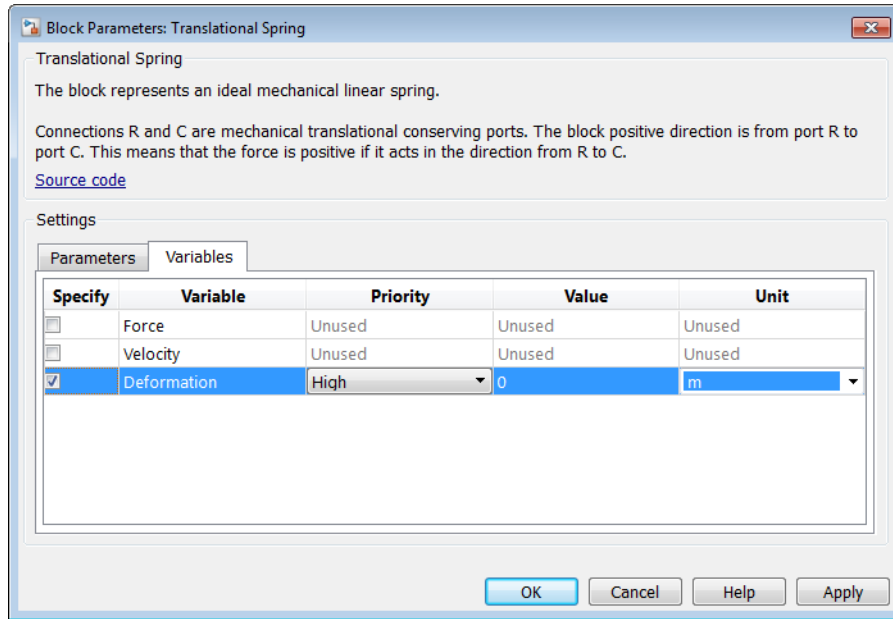 Block Parameters: Translational Spring
Translational Spring
The block represents an ideal mechanical linear spring.
Connections R and C are mechanical translational conserving ports. The block positive direction is from port R to
port C. This means that the force is positive if it acts in the direction from R to C.
Source code
Settings
Parameters Variables
Specify Variable Priority Value Unit
Force Unused Unused Unused
Velocity Unused Unused Unused
Deformation High 0 m
OK Cancel Help Apply